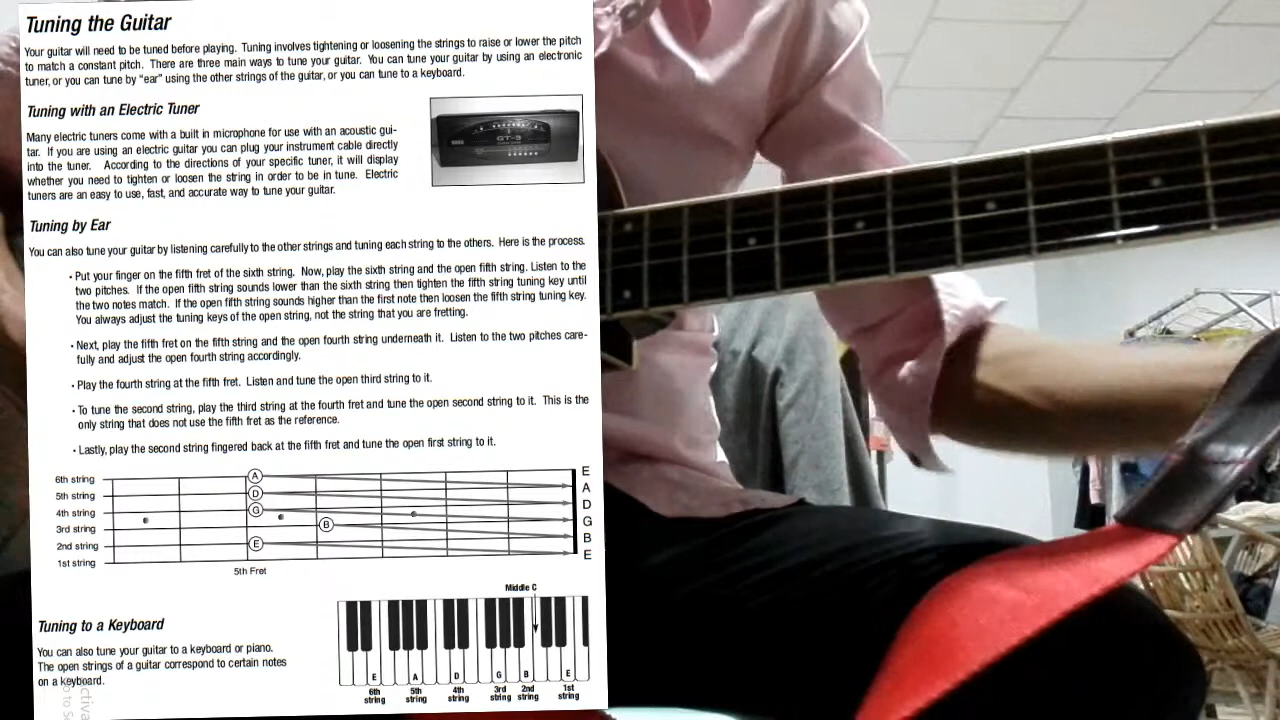 Tuning the Guitar
Your guitar will need to be tuned before playing. Tuning involves tightening or loosening the strings to raise or lower the pitch
to match a constant pitch. There are three main ways to tune your guitar. You can tune your guitar by using an electronic
tuner, or you can tune by "ear" using the other strings of the guitar, or you can tune to a keyboard.
Tuning with an Electric Tuner
Many electric tuners come with a built in microphone for use with an acoustic gui-
tar. If you are using an electric guitar you can plug your instrument cable directly
into the tuner. According to the directions of your specific tuner, it will display
whether you need to tighten or loosen the string in order to be in tune. Electric
tuners are an easy to use, fast, and accurate way to tune your guitar.
GT-3
Tuning by Ear
You can also tune your guitar by listening carefully to the other strings and tuning each string to the others. Here is the process.
• Put your finger on the fifth fret of the sixth string. Now, play the sixth string and the open fifth string. Listen to the
two pitches. If the open fifth string sounds lower than the sixth string then tighten the fifth string tuning key until
the two notes match. If the open fifth string sounds higher than the first note then loosen the fifth string tuning key.
You always adjust the tuning keys of the open string, not the string that you are fretting.
• Next, play the fifth fret on the fifth string and the open fourth string underneath it. Listen to the two pitches care-
fully and adjust the open fourth string accordingly.
• Play the fourth string at the fifth fret. Listen and tune the open third string to it.
• To tune the second string, play the third string at the fourth fret and tune the open second string to it. This is the
only string that does not use the fifth fret as the reference.
• Lastly, play the second string fingered back at the fifth fret and tune the open first string to it.
6th string A E
5th string D A
4th string G D
3rd string B G
2nd string E B
1st string E
5th Fret
Middle C
Tuning to a Keyboard
You can also tune your guitar to a keyboard or piano.
The open strings of a guitar correspond to certain notes
on a keyboard.
E A D G B E
6th string 5th string 4th string 3rd string 2nd string 1st string